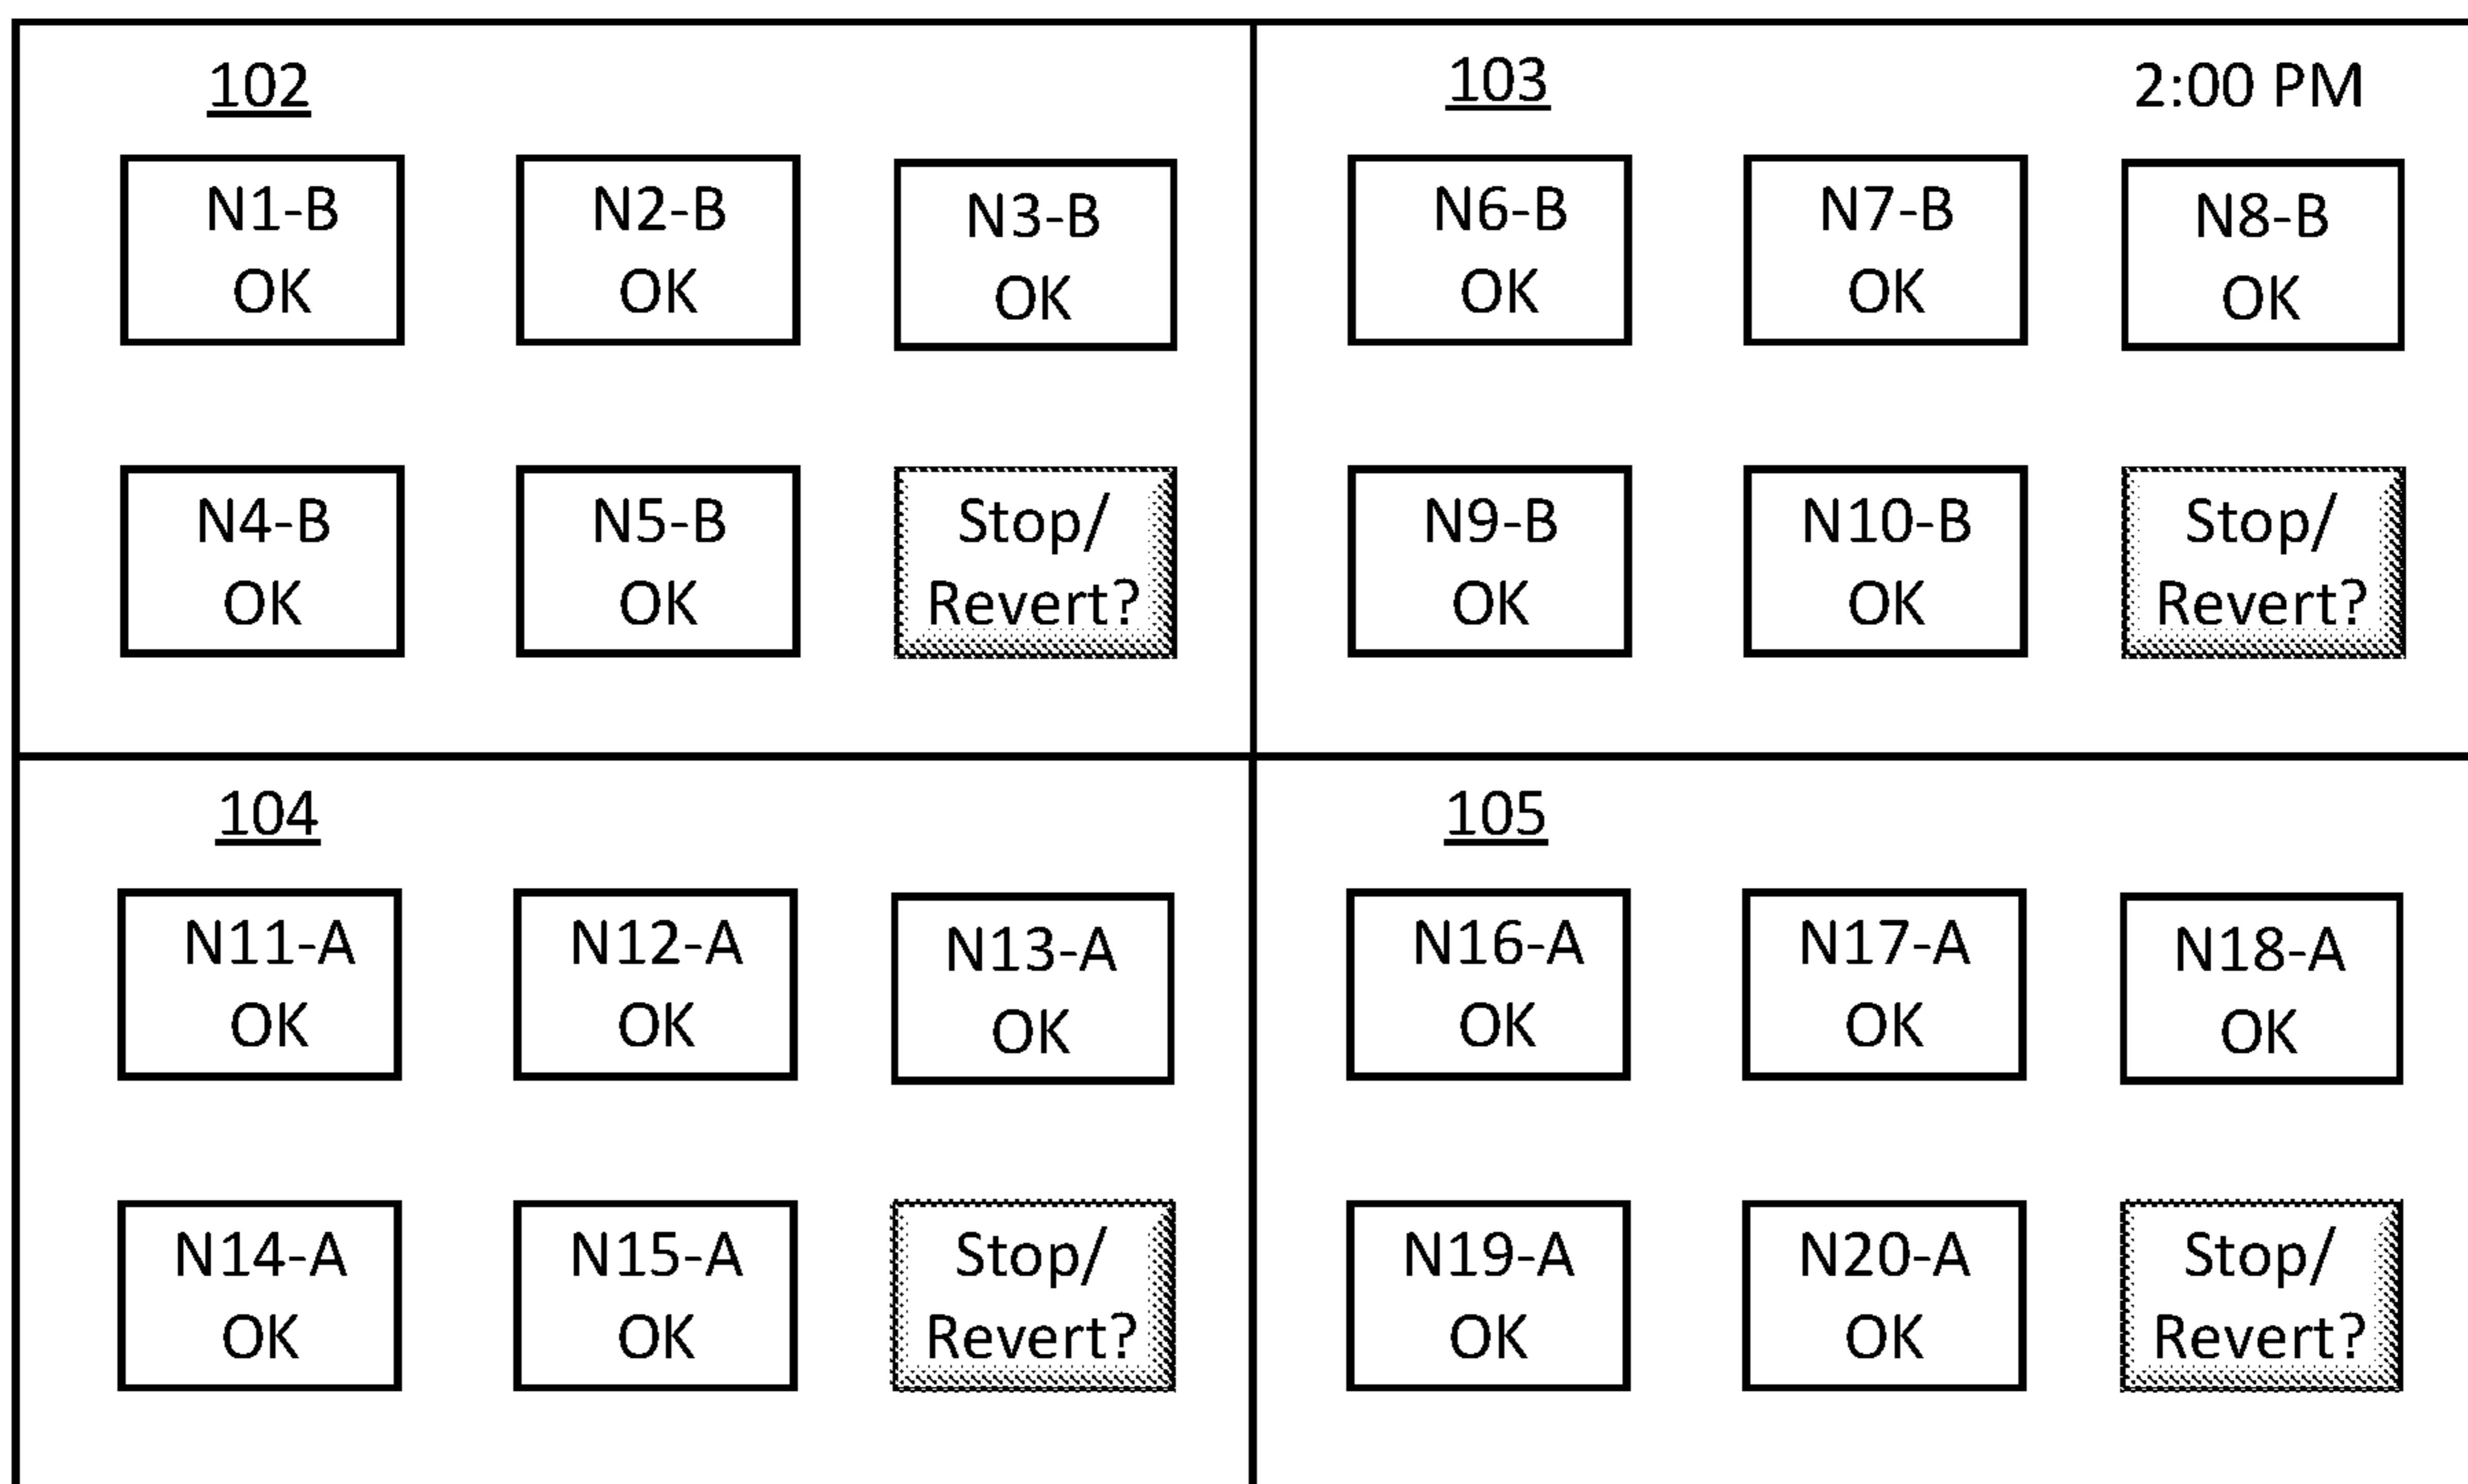 102
N1-B
OK
N2-B
OK
N3-B
OK
N4-B
OK
N5-B
OK
Stop/
Revert?
103
2:00 PM
N6-B
OK
N7-B
OK
N8-B
OK
N9-B
OK
N10-B
OK
Stop/
Revert?
104
N11-A
OK
N12-A
OK
N13-A
OK
N14-A
OK
N15-A
OK
Stop/
Revert?
105
N16-A
OK
N17-A
OK
N18-A
OK
N19-A
OK
N20-A
OK
Stop/
Revert?